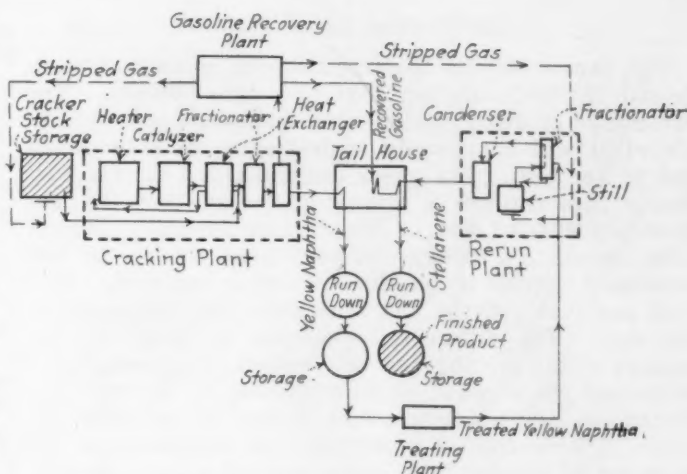 Gasoline Recovery
Plant
Stripped Gas
Stripped Gas
Cracker
Stock
Storage
Heater
Catalyzer
Fractionator
Heat
Exchanger
Recovered
Gasoline
Condenser
Fractionator
Tail House
Still
Cracking Plant
Rerun
Plant
Yellow Naphtha
Stellarene
Run
Down
Run
Down
Finished
Product
Storage
Storage
Treated Yellow Naphtha.
Treating
Plant